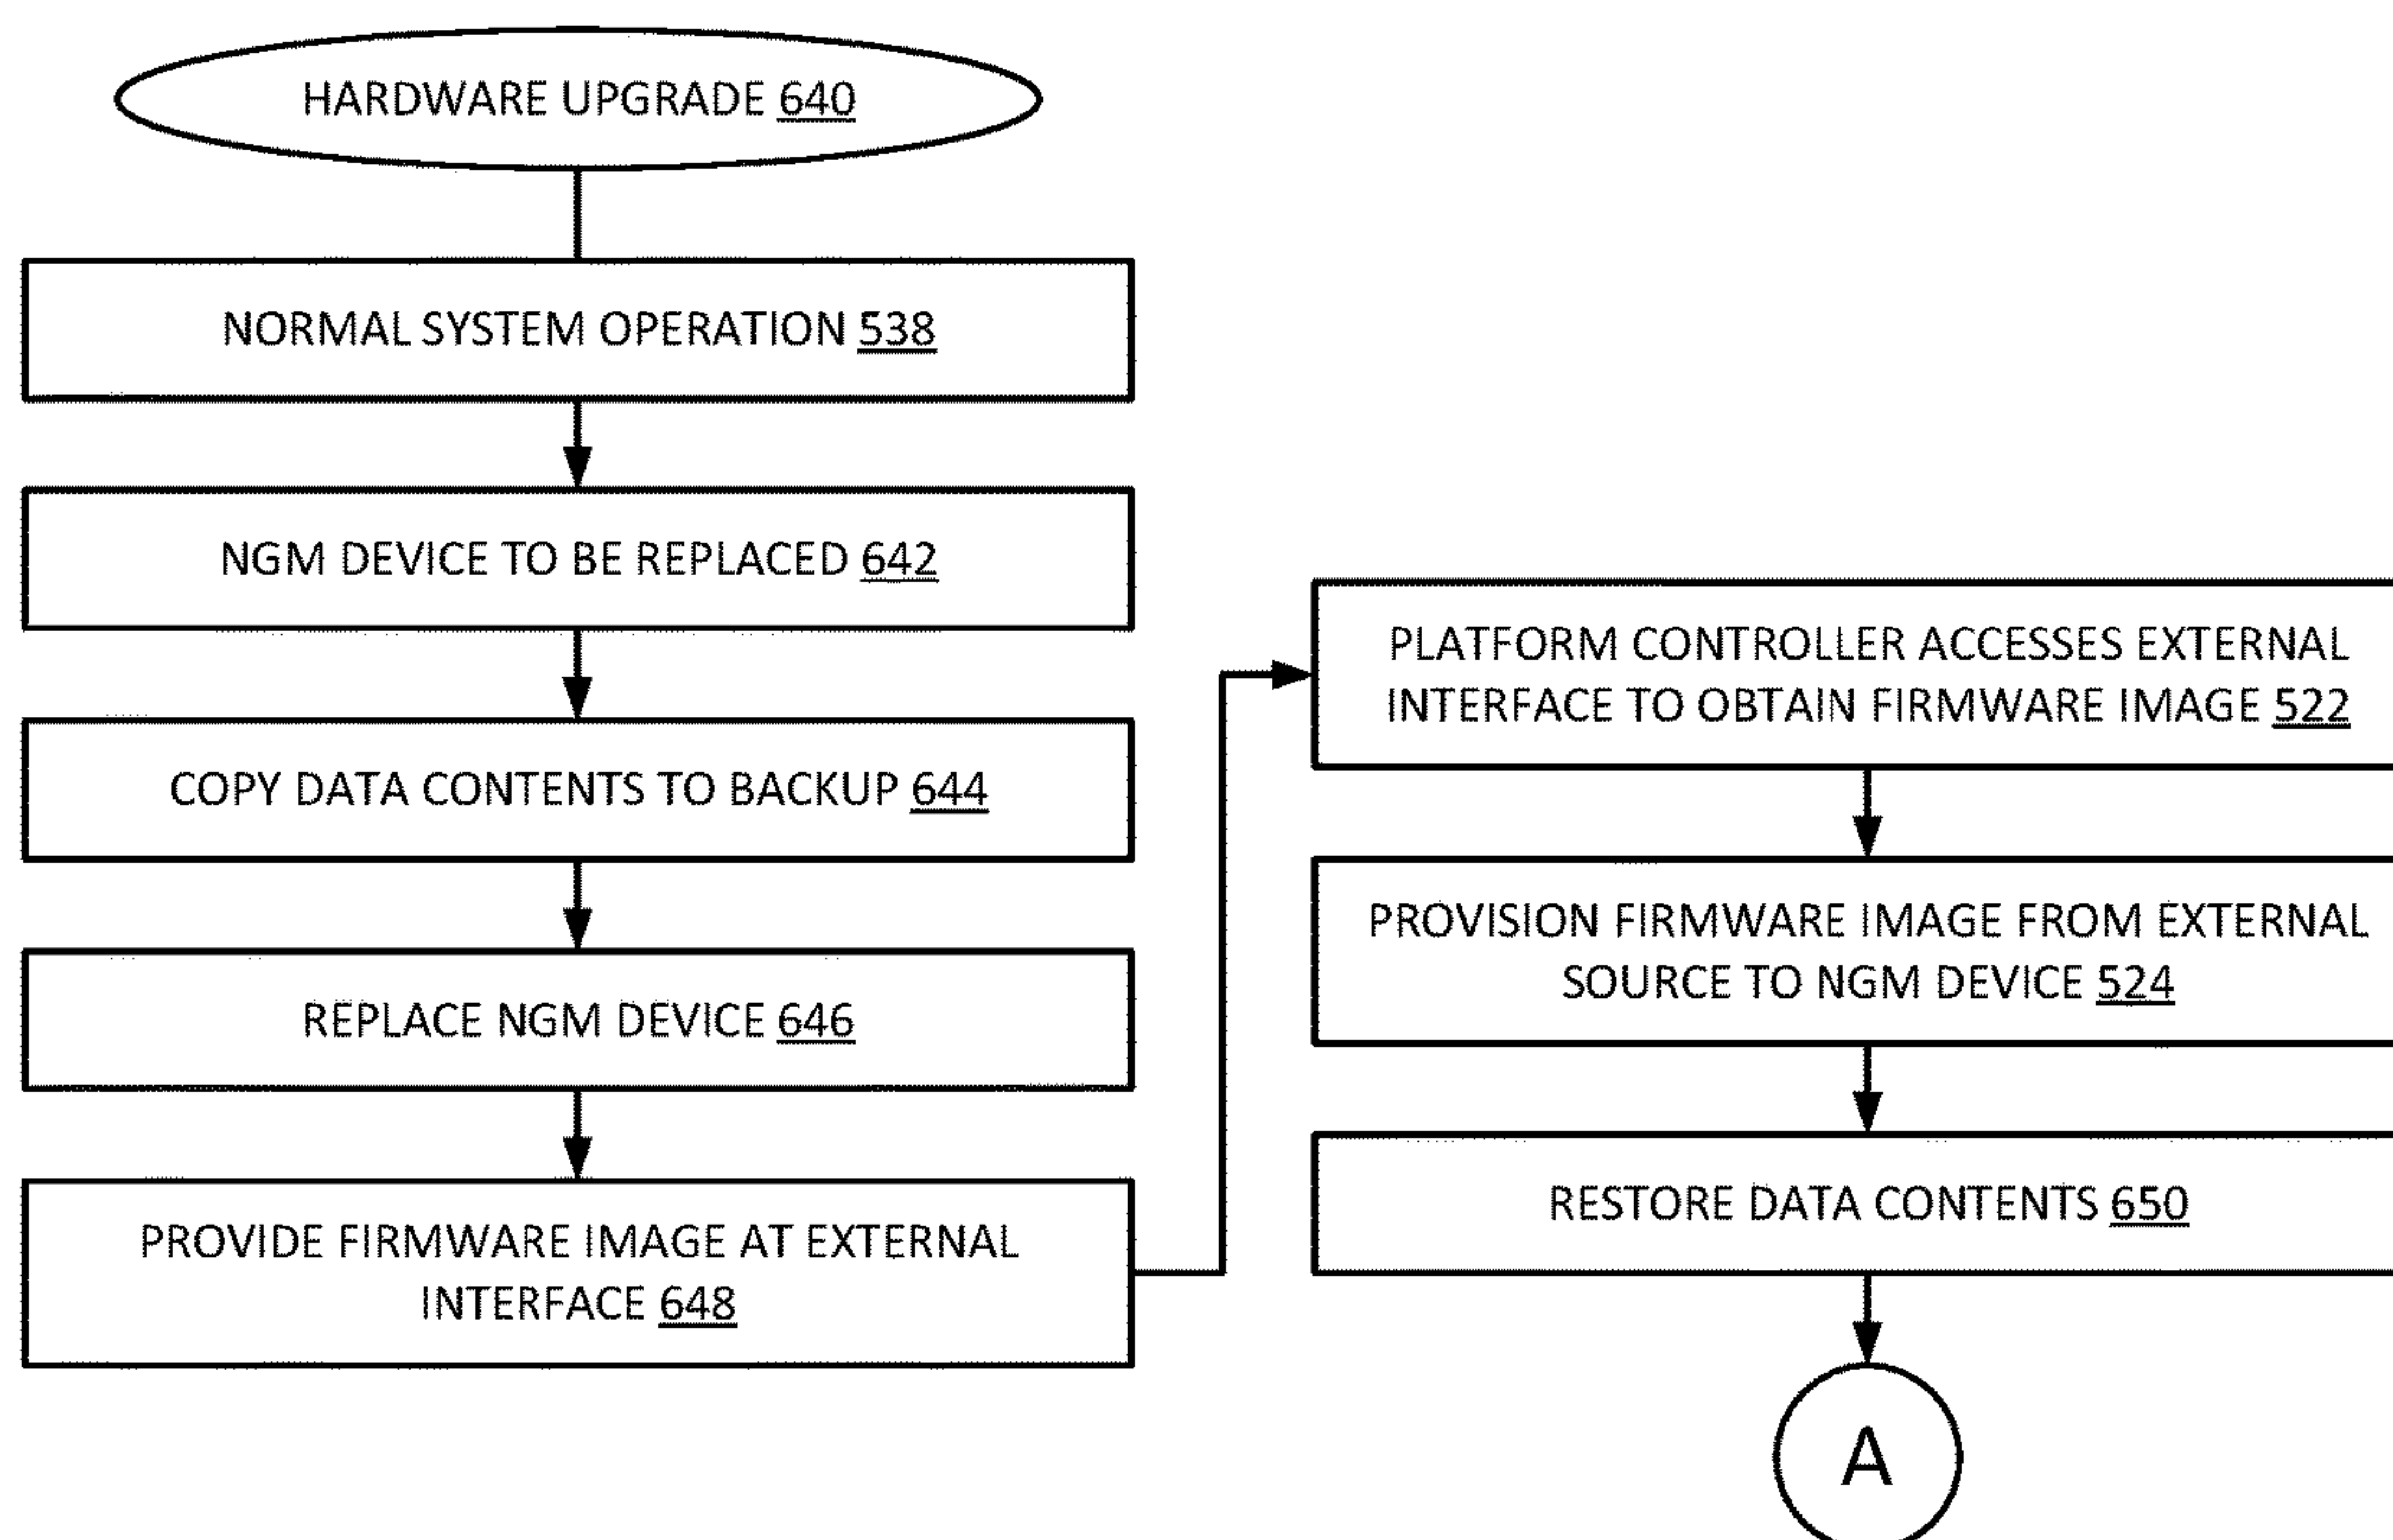 HARDWARE UPGRADE 640
NORMAL SYSTEM OPERATION 538
NGM DEVICE TO BE REPLACED 642
COPY DATA CONTENTS TO BACKUP 644
REPLACE NGM DEVICE 646
PROVIDE FIRMWARE IMAGE AT EXTERNAL
INTERFACE 648
PLATFORM CONTROLLER ACCESSES EXTERNAL
INTERFACE TO OBTAIN FIRMWARE IMAGE 522
PROVISION FIRMWARE IMAGE FROM EXTERNAL
SOURCE TO NGM DEVICE 524
RESTORE DATA CONTENTS 650
A